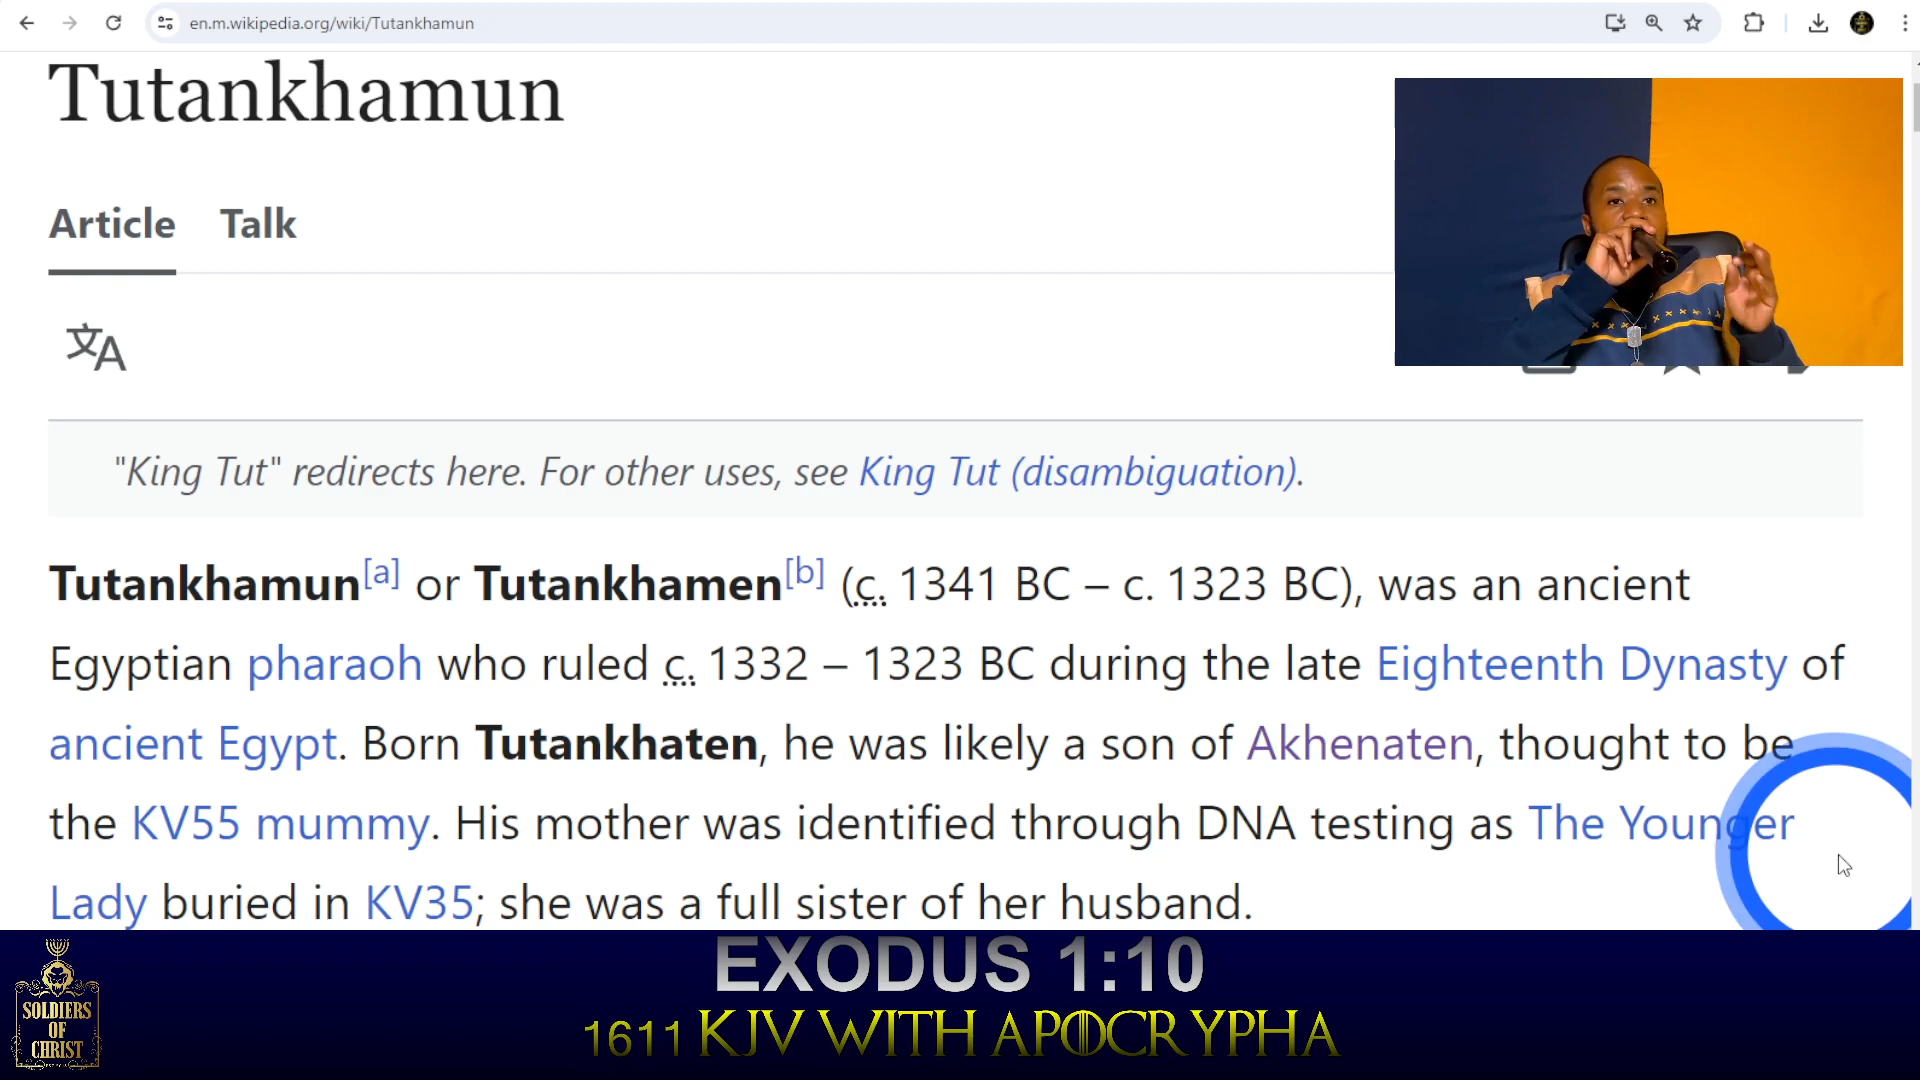 en.m.wikipedia.org/wiki/Tutankhamun
Tutankhamun
Article Talk
文A
"King Tut" redirects here. For other uses, see King Tut (disambiguation).
Tutankhamun[a] or Tutankhamen[b] (c. 1341 BC – c. 1323 BC), was an ancient
Egyptian pharaoh who ruled c. 1332 – 1323 BC during the late Eighteenth Dynasty of
ancient Egypt. Born Tutankhaten, he was likely a son of Akhenaten, thought to be
the KV55 mummy. His mother was identified through DNA testing as The Younger
Lady buried in KV35; she was a full sister of her husband.
EXODUS 1:10
1611 KJV WITH APOCRYPHA
SOLDIERS
OF
CHRIST